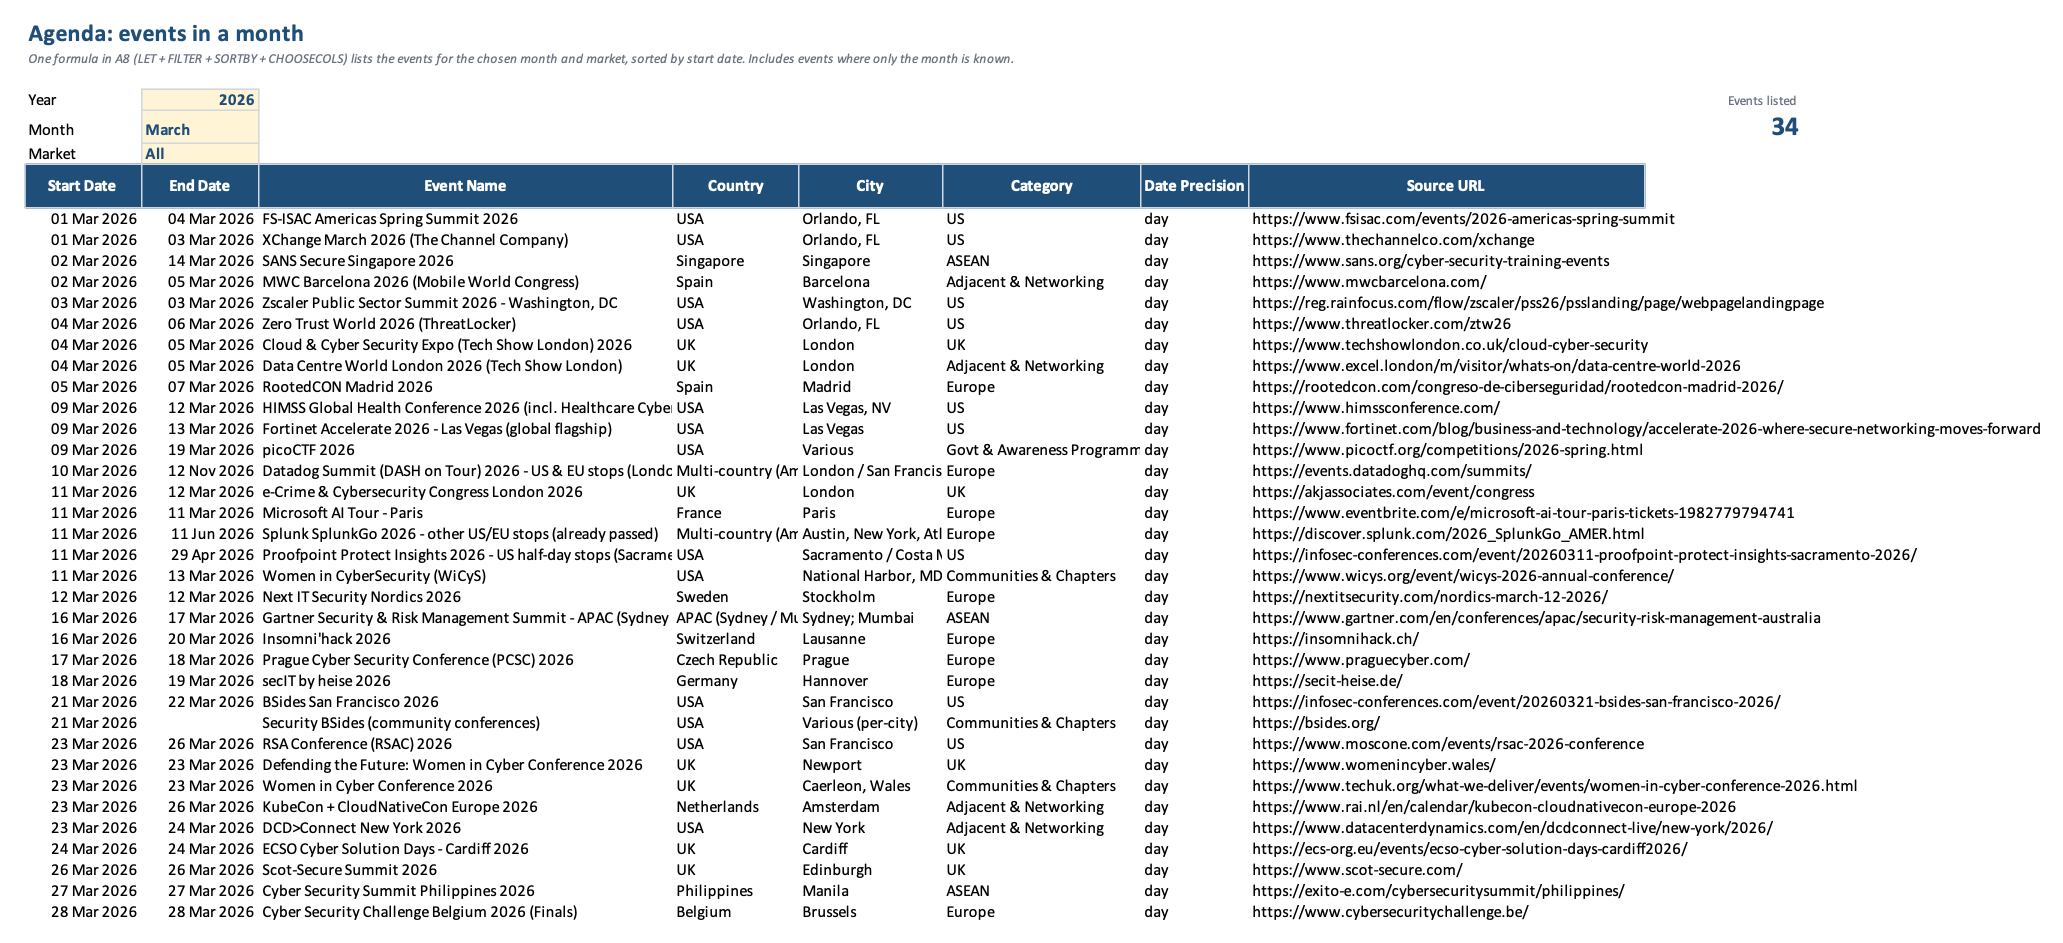 Agenda: events in a month
One formula in A8 (LET + FILTER + SORTBY + CHOOSECOLS) lists the events for the chosen month and market, sorted by start date. Includes events where only the month is known.
Year 2026 Events listed
Month March 34
Market All
Start Date End Date Event Name Country City Category Date Precision Source URL
01 Mar 2026 04 Mar 2026 FS-ISAC Americas Spring Summit 2026 USA Orlando, FL US day https://www.fsisac.com/events/2026-americas-spring-summit
01 Mar 2026 03 Mar 2026 XChange March 2026 (The Channel Company) USA Orlando, FL US day https://www.thechannelco.com/xchange
02 Mar 2026 14 Mar 2026 SANS Secure Singapore 2026 Singapore Singapore ASEAN day https://www.sans.org/cyber-security-training-events
02 Mar 2026 05 Mar 2026 MWC Barcelona 2026 (Mobile World Congress) Spain Barcelona Adjacent & Networking day https://www.mwcbarcelona.com/
03 Mar 2026 03 Mar 2026 Zscaler Public Sector Summit 2026 - Washington, DC USA Washington, DC US day https://reg.rainfocus.com/flow/zscaler/pss26/psslanding/page/webpagelandingpage
04 Mar 2026 06 Mar 2026 Zero Trust World 2026 (ThreatLocker) USA Orlando, FL US day https://www.threatlocker.com/ztw26
04 Mar 2026 05 Mar 2026 Cloud & Cyber Security Expo (Tech Show London) 2026 UK London UK day https://www.techshowlondon.co.uk/cloud-cyber-security
04 Mar 2026 05 Mar 2026 Data Centre World London 2026 (Tech Show London) UK London Adjacent & Networking day https://www.excel.london/m/visitor/whats-on/data-centre-world-2026
05 Mar 2026 07 Mar 2026 RootedCON Madrid 2026 Spain Madrid Europe day https://rootedcon.com/congreso-de-ciberseguridad/rootedcon-madrid-2026/
09 Mar 2026 12 Mar 2026 HIMSS Global Health Conference 2026 (incl. Healthcare Cyber USA Las Vegas, NV US day https://www.himssconference.com/
09 Mar 2026 13 Mar 2026 Fortinet Accelerate 2026 - Las Vegas (global flagship) USA Las Vegas US day https://www.fortinet.com/blog/business-and-technology/accelerate-2026-where-secure-networking-moves-forward
09 Mar 2026 19 Mar 2026 picoCTF 2026 USA Various Govt & Awareness Programm day https://www.picoctf.org/competitions/2026-spring.html
10 Mar 2026 12 Nov 2026 Datadog Summit (DASH on Tour) 2026 - US & EU stops (Londo Multi-country (Am London / San Francis Europe day https://events.datadoghq.com/summits/
11 Mar 2026 12 Mar 2026 e-Crime & Cybersecurity Congress London 2026 UK London UK day https://akjassociates.com/event/congress
11 Mar 2026 11 Mar 2026 Microsoft AI Tour - Paris France Paris Europe day https://www.eventbrite.com/e/microsoft-ai-tour-paris-tickets-1982779794741
11 Mar 2026 11 Jun 2026 Splunk SplunkGo 2026 - other US/EU stops (already passed) Multi-country (Am Austin, New York, Atl Europe day https://discover.splunk.com/2026_SplunkGo_AMER.html
11 Mar 2026 29 Apr 2026 Proofpoint Protect Insights 2026 - US half-day stops (Sacrame USA Sacramento / Costa M US day https://infosec-conferences.com/event/20260311-proofpoint-protect-insights-sacramento-2026/
11 Mar 2026 13 Mar 2026 Women in CyberSecurity (WiCyS) USA National Harbor, MD Communities & Chapters day https://www.wicys.org/event/wicys-2026-annual-conference/
12 Mar 2026 12 Mar 2026 Next IT Security Nordics 2026 Sweden Stockholm Europe day https://nextitsecurity.com/nordics-march-12-2026/
16 Mar 2026 17 Mar 2026 Gartner Security & Risk Management Summit - APAC (Sydney APAC (Sydney / Mu Sydney; Mumbai ASEAN day https://www.gartner.com/en/conferences/apac/security-risk-management-australia
16 Mar 2026 20 Mar 2026 Insomni'hack 2026 Switzerland Lausanne Europe day https://insomnihack.ch/
17 Mar 2026 18 Mar 2026 Prague Cyber Security Conference (PCSC) 2026 Czech Republic Prague Europe day https://www.praguecyber.com/
18 Mar 2026 19 Mar 2026 secIT by heise 2026 Germany Hannover Europe day https://secit-heise.de/
21 Mar 2026 22 Mar 2026 BSides San Francisco 2026 USA San Francisco US day https://infosec-conferences.com/event/20260321-bsides-san-francisco-2026/
21 Mar 2026 Security BSides (community conferences) USA Various (per-city) Communities & Chapters day https://bsides.org/
23 Mar 2026 26 Mar 2026 RSA Conference (RSAC) 2026 USA San Francisco US day https://www.moscone.com/events/rsac-2026-conference
23 Mar 2026 23 Mar 2026 Defending the Future: Women in Cyber Conference 2026 UK Newport UK day https://www.womenincyber.wales/
23 Mar 2026 23 Mar 2026 Women in Cyber Conference 2026 UK Caerleon, Wales Communities & Chapters day https://www.techuk.org/what-we-deliver/events/women-in-cyber-conference-2026.html
23 Mar 2026 26 Mar 2026 KubeCon + CloudNativeCon Europe 2026 Netherlands Amsterdam Adjacent & Networking day https://www.rai.nl/en/calendar/kubecon-cloudnativecon-europe-2026
23 Mar 2026 24 Mar 2026 DCD>Connect New York 2026 USA New York Adjacent & Networking day https://www.datacenterdynamics.com/en/dcdconnect-live/new-york/2026/
24 Mar 2026 24 Mar 2026 ECSO Cyber Solution Days - Cardiff 2026 UK Cardiff UK day https://ecs-org.eu/events/ecso-cyber-solution-days-cardiff2026/
26 Mar 2026 26 Mar 2026 Scot-Secure Summit 2026 UK Edinburgh UK day https://www.scot-secure.com/
27 Mar 2026 27 Mar 2026 Cyber Security Summit Philippines 2026 Philippines Manila ASEAN day https://exito-e.com/cybersecuritysummit/philippines/
28 Mar 2026 28 Mar 2026 Cyber Security Challenge Belgium 2026 (Finals) Belgium Brussels Europe day https://www.cybersecuritychallenge.be/